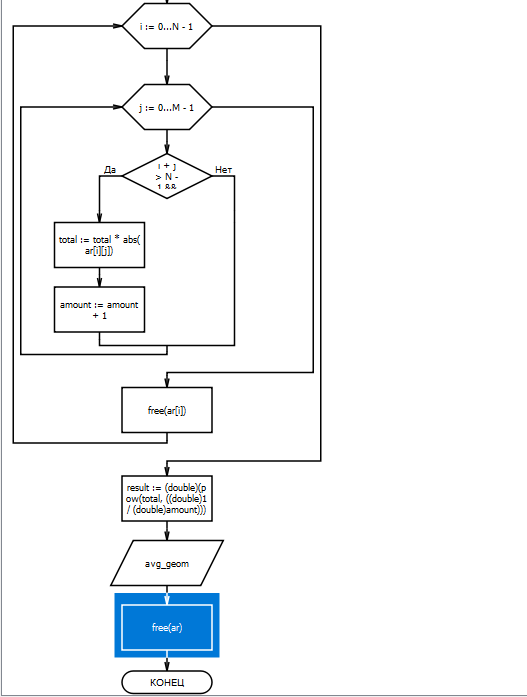 i := 0...N - 1
j := 0...M - 1
Да
i + j
> N -
1 &&
Нет
total := total * abs(
ar[i][j])
amount := amount
+ 1
free(ar[i])
result := (double)(p
ow(total, ((double)1
/ (double)amount)))
avg_geom
free(ar)
КОНЕЦ